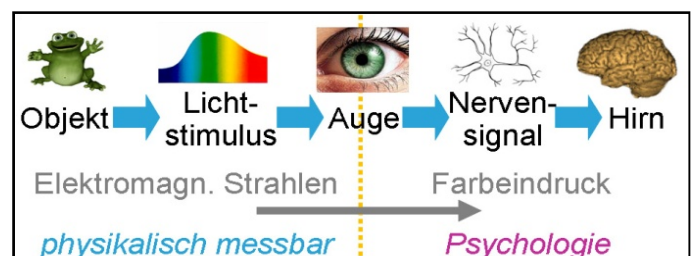 Objekt
Licht-
stimulus
Auge
Nerven-
signal
Hirn
Elektromagn. Strahlen
Farbeindruck
physikalisch messbar
Psychologie